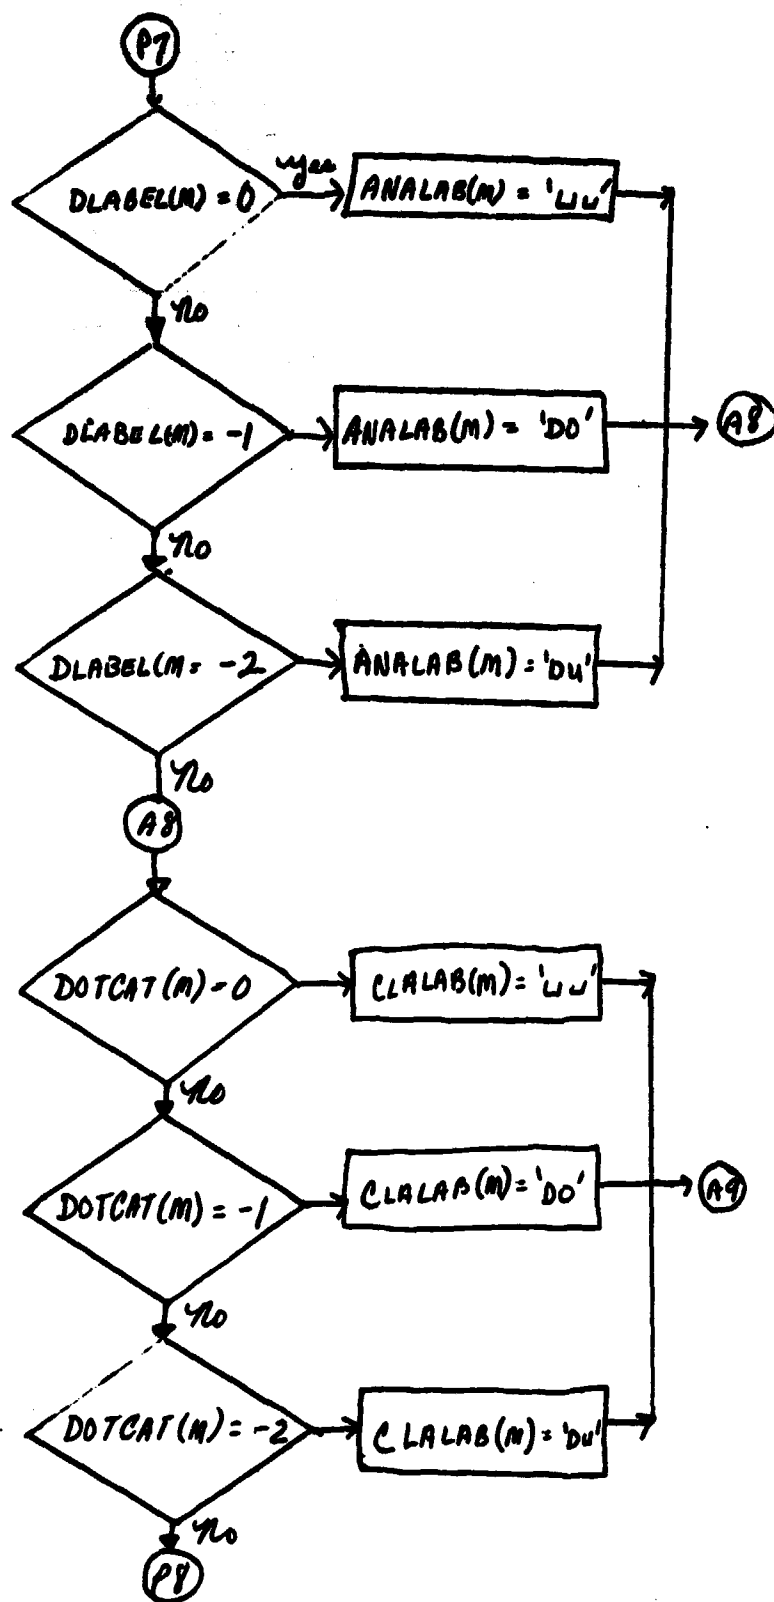 P7
DLABEL(M) = 0
yes
ANALAB(M) = '␣␣'
no
DLABEL(M) = -1
ANALAB(M) = 'DO'
A8
no
DLABEL(M = -2
ANALAB(M) = 'DU'
no
A8
DOTCAT(M) - 0
CLALAB(M) = '␣␣'
no
DOTCAT(M) = -1
CLALAB(M) = 'DO'
A9
no
DOTCAT(M) = -2
CLALAB(M) = 'DU'
no
P8